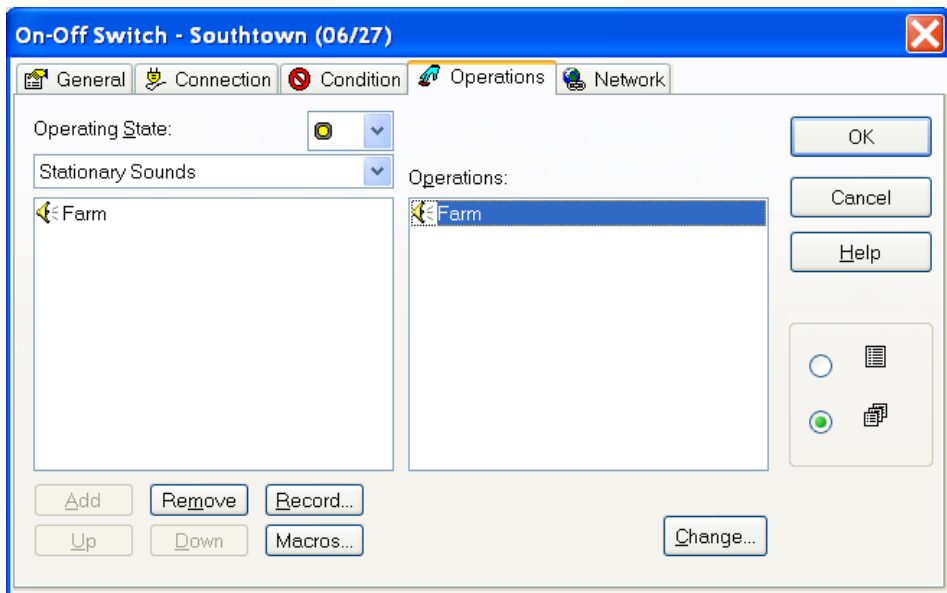 On-Off Switch - Southtown (06/27)
General Connection Condition Operations Network
Operating State:
Stationary Sounds
Operations:
Farm
Farm
OK
Cancel
Help
Add Remove Record...
Up Down Macros...
Change...